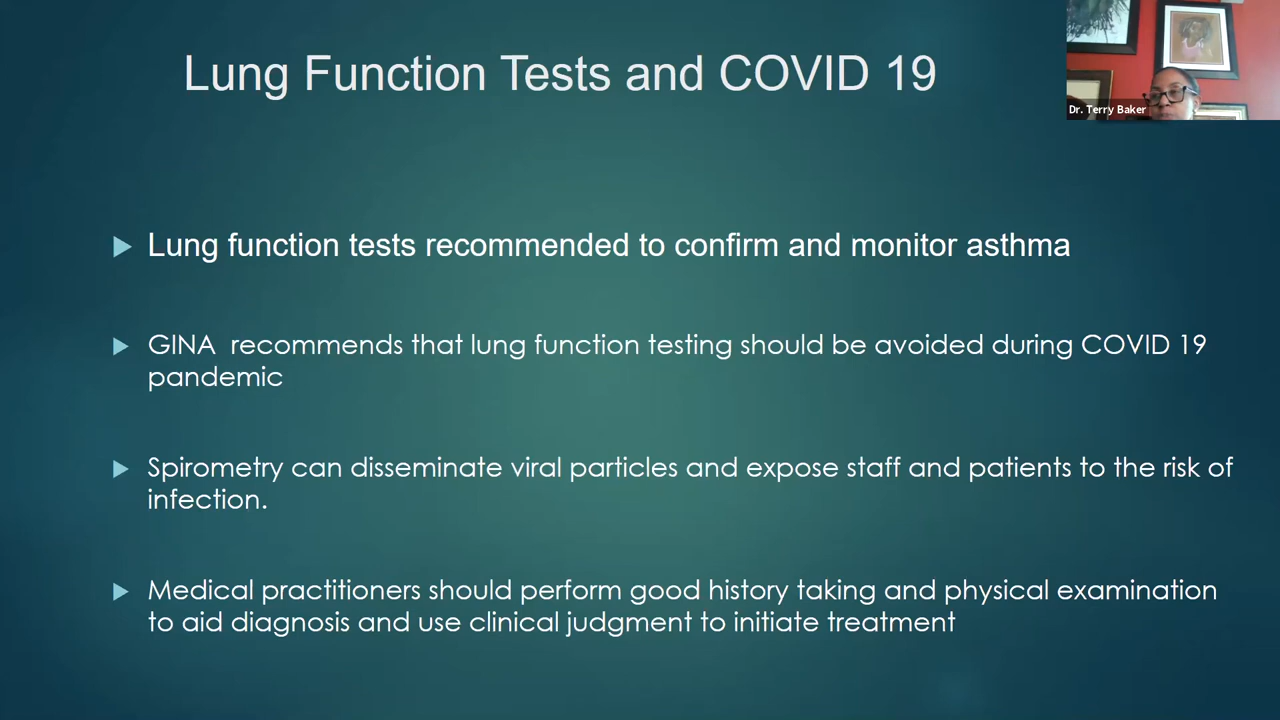 Lung Function Tests and COVID 19
Dr. Terry Baker
Lung function tests recommended to confirm and monitor asthma
GINA  recommends that lung function testing should be avoided during COVID 19
pandemic
Spirometry can disseminate viral particles and expose staff and patients to the risk of
infection.
Medical practitioners should perform good history taking and physical examination
to aid diagnosis and use clinical judgment to initiate treatment